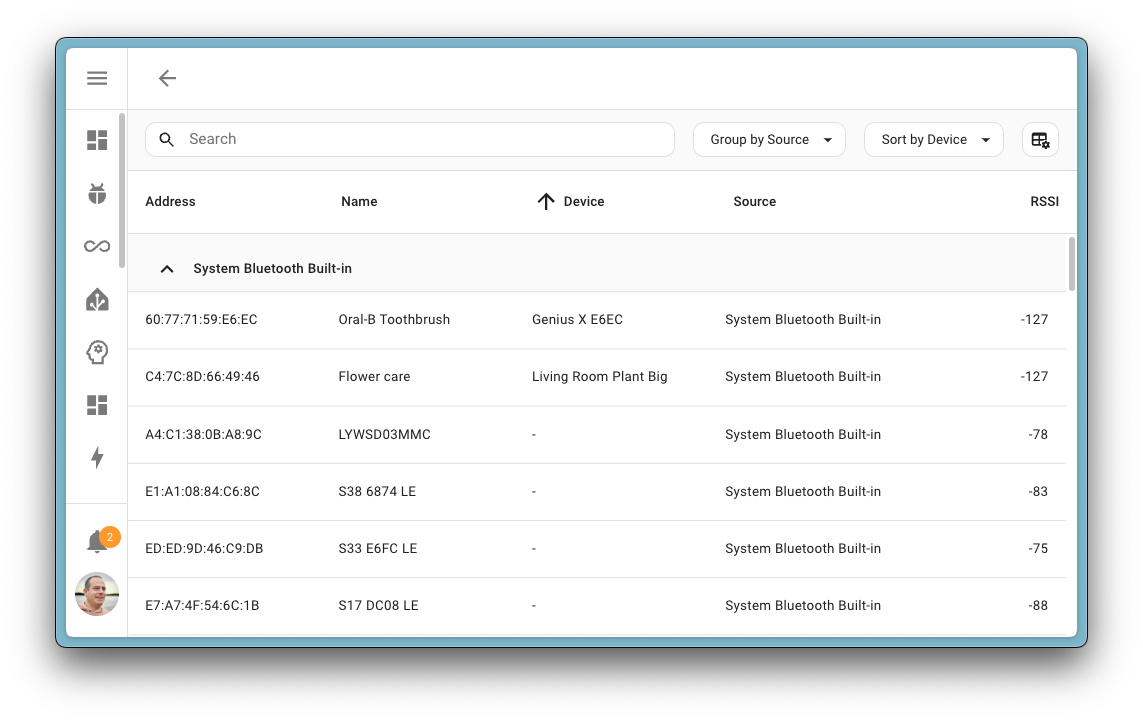 Search
Group by Source
Sort by Device
Address Name Device Source RSSI
System Bluetooth Built-in
60:77:71:59:E6:EC Oral-B Toothbrush Genius X E6EC System Bluetooth Built-in -127
C4:7C:8D:66:49:46 Flower care Living Room Plant Big System Bluetooth Built-in -127
A4:C1:38:0B:A8:9C LYWSD03MMC - System Bluetooth Built-in -78
E1:A1:08:84:C6:8C S38 6874 LE - System Bluetooth Built-in -83
ED:ED:9D:46:C9:DB S33 E6FC LE - System Bluetooth Built-in -75
2
E7:A7:4F:54:6C:1B S17 DC08 LE - System Bluetooth Built-in -88